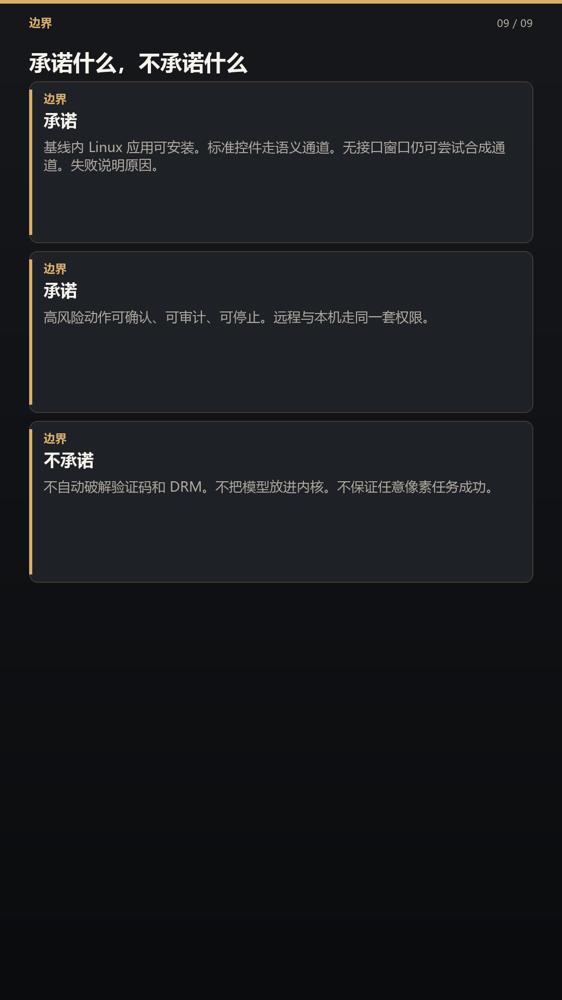 边界
09 / 09
承诺什么，不承诺什么
边界
承诺
基线内 Linux 应用可安装。标准控件走语义通道。无接口窗口仍可尝试合成通
道。失败说明原因。
边界
承诺
高风险动作可确认、可审计、可停止。远程与本机走同一套权限。
边界
不承诺
不自动破解验证码和 DRM。不把模型放进内核。不保证任意像素任务成功。